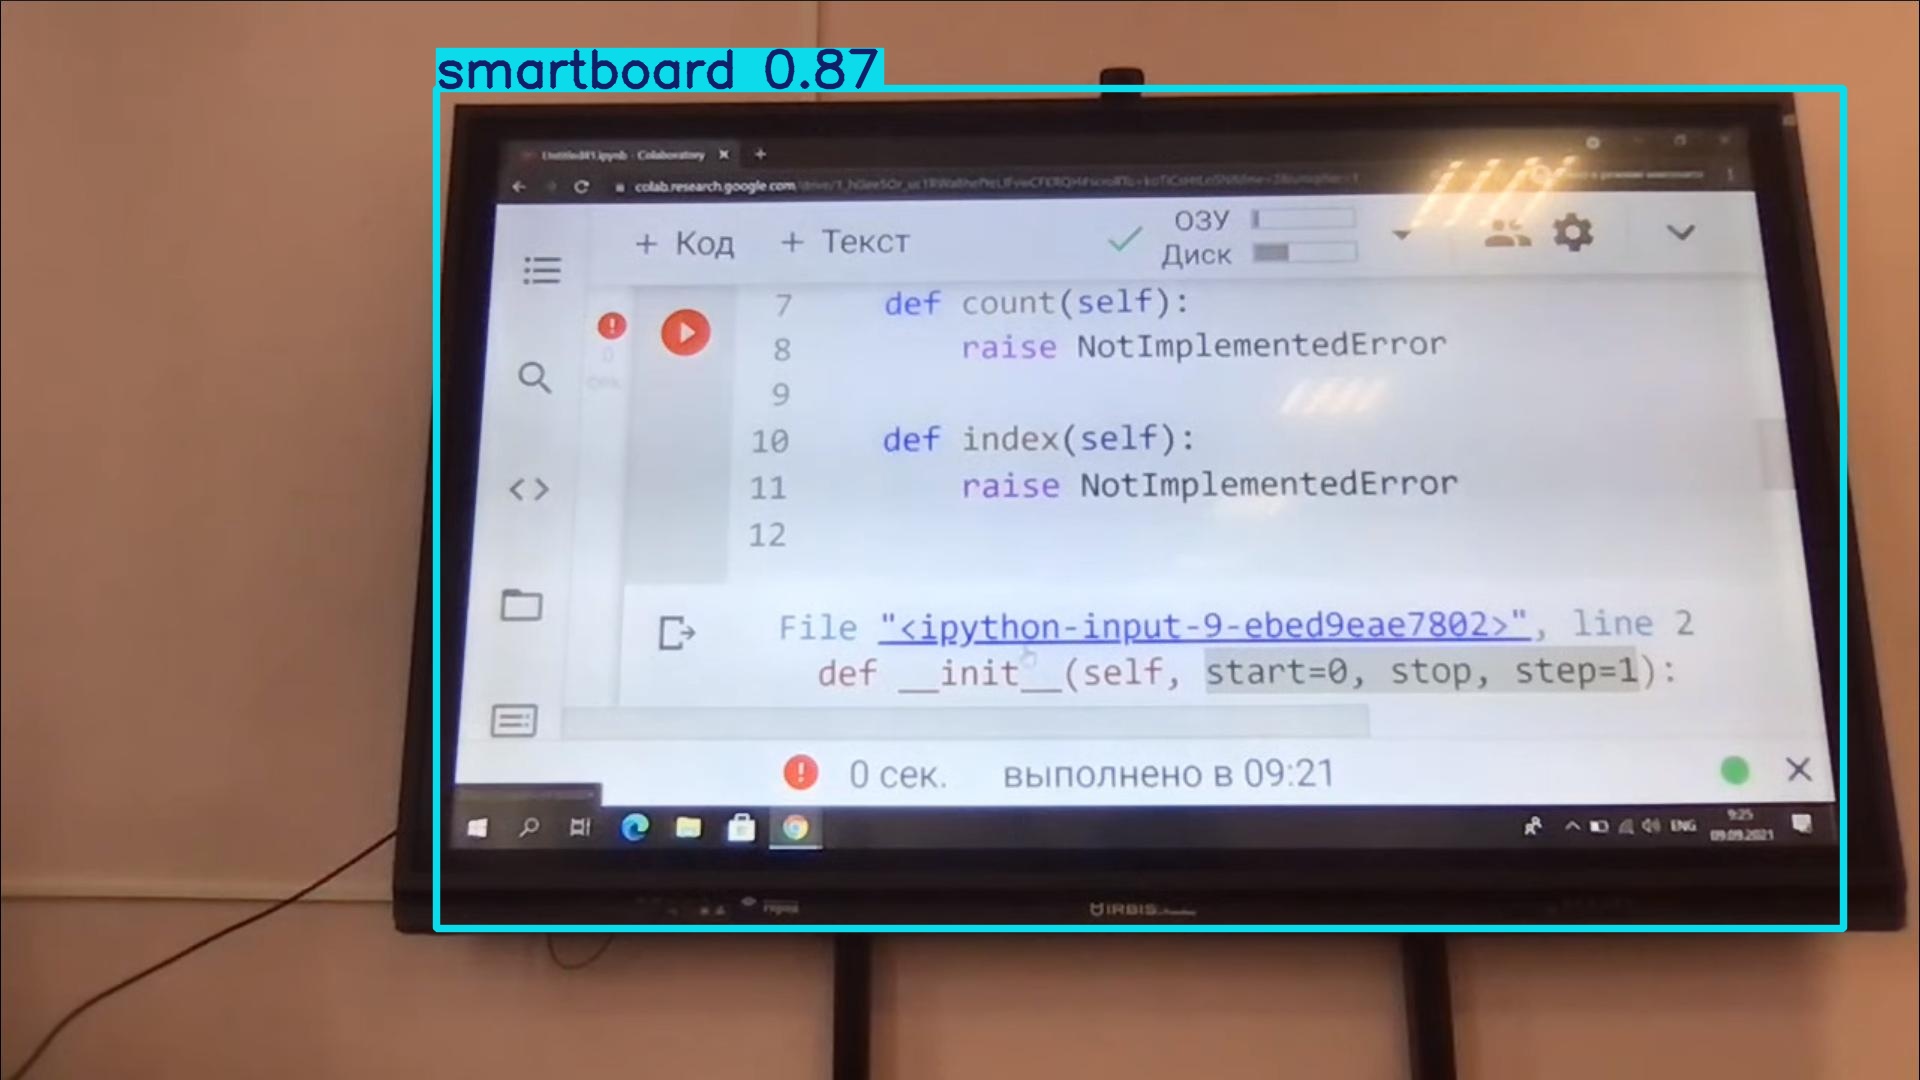 smartboard 0.87
Untitled81.ipynb - Colaboratory
colab.research.google.com
+ Код + Текст
ОЗУ
Диск
7 def count(self):
8 raise NotImplementedError
9
10 def index(self):
11 raise NotImplementedError
12
File "<ipython-input-9-ebed9eae7802>", line 2
def __init__(self, start=0, stop, step=1):
0 сек. выполнено в 09:21
ENG
9:25
09.09.2021
IRBIS